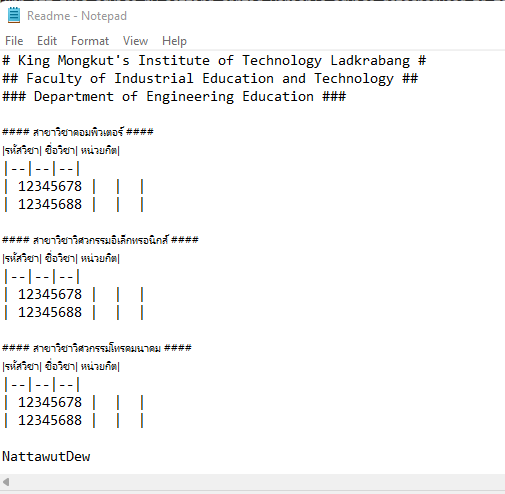 Readme - Notepad
File Edit Format View Help
# King Mongkut's Institute of Technology Ladkrabang #
## Faculty of Industrial Education and Technology ##
### Department of Engineering Education ###
#### สาขาวิชาคอมพิวเตอร์ ####
|รหัสวิชา| ชื่อวิชา| หน่วยกิต|
|--|--|--|
| 12345678 | | |
| 12345688 | | |
#### สาขาวิชาวิศวกรรมอิเล็กทรอนิกส์ ####
|รหัสวิชา| ชื่อวิชา| หน่วยกิต|
|--|--|--|
| 12345678 | | |
| 12345688 | | |
#### สาขาวิชาวิศวกรรมโทรคมนาคม ####
|รหัสวิชา| ชื่อวิชา| หน่วยกิต|
|--|--|--|
| 12345678 | | |
| 12345688 | | |
NattawutDew